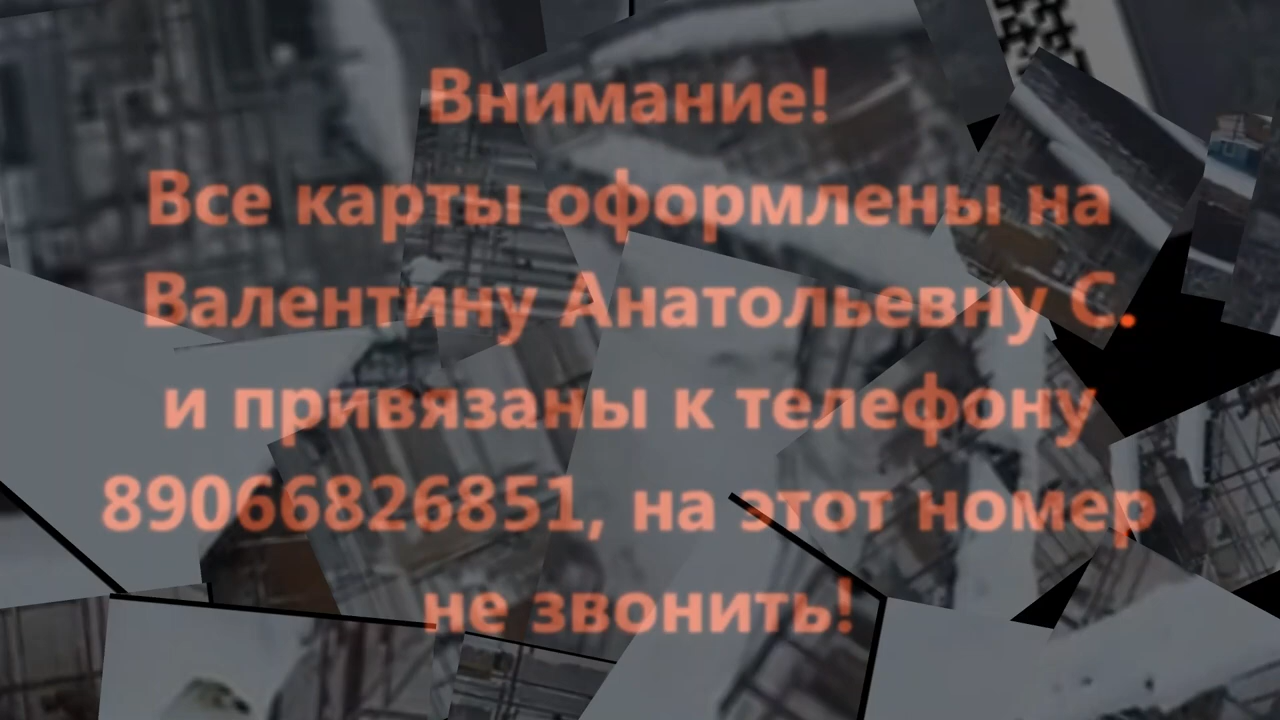 Внимание!
Все карты оформлены на
Валентину Анатольевну С.
и привязаны к телефону
89066826851, на этот номер
не звонить!